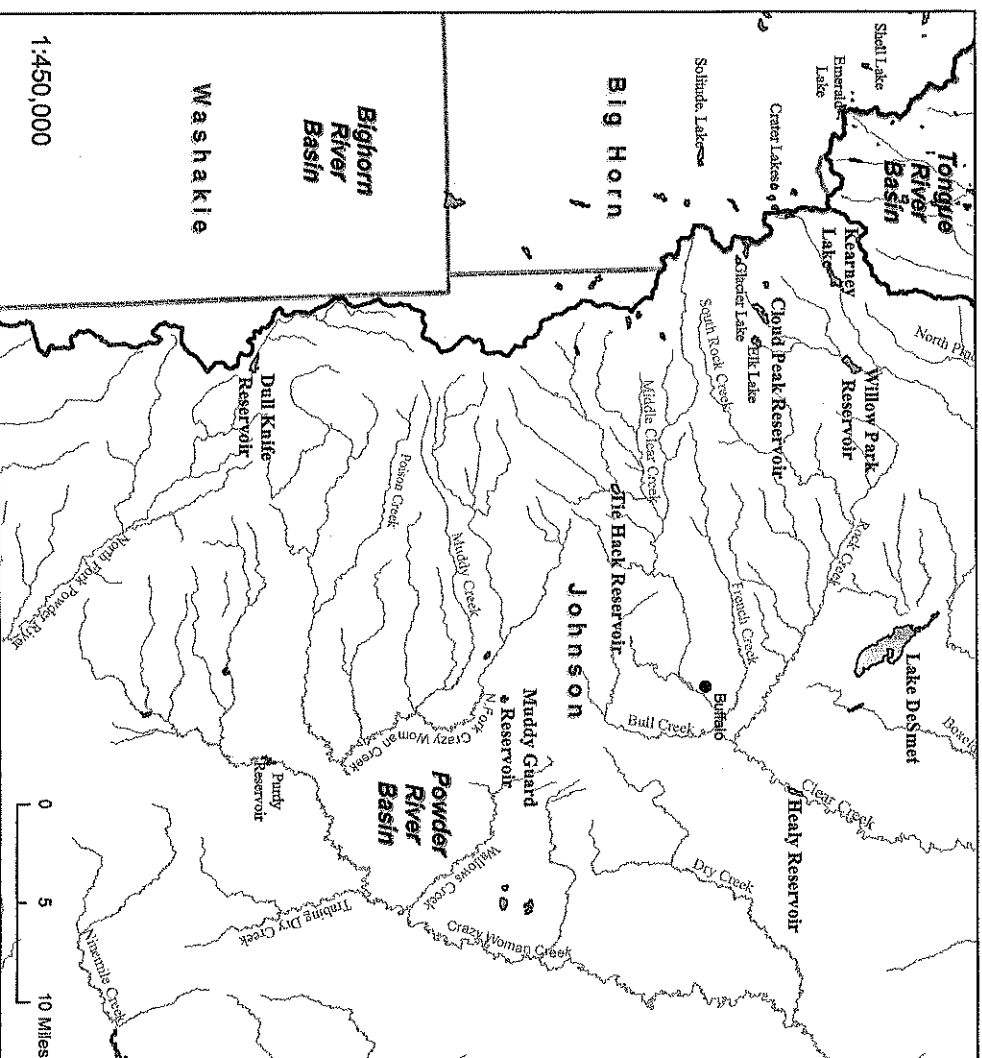 Tongue
River
Basin
Shell Lake
Emerald
Lake
Crater Lakes
Solitude Lake
Big Horn
Bighorn
River
Basin
Washakie
1:450,000
Kearney
Lake
North Piney
Willow Park
Reservoir
Cloud Peak Reservoir
Glacier Lake
Elk Lake
South Rock Creek
Middle Clear Creek
Rock Creek
Lake DeSmet
French Creek
Tie Hack Reservoir
Buffalo
Bull Creek
Johnson
Clear Creek
Healy Reservoir
Dry Creek
Muddy Guard
Reservoir
Muddy Creek
Poison Creek
N Fork Crazy Woman Creek
Powder
River
Basin
Wallows Creek
Crazy Woman Creek
Trabing Dry Creek
Purdy
Reservoir
Dull Knife
Reservoir
North Fork Powder River
Ninemile Creek
0 5 10 Miles